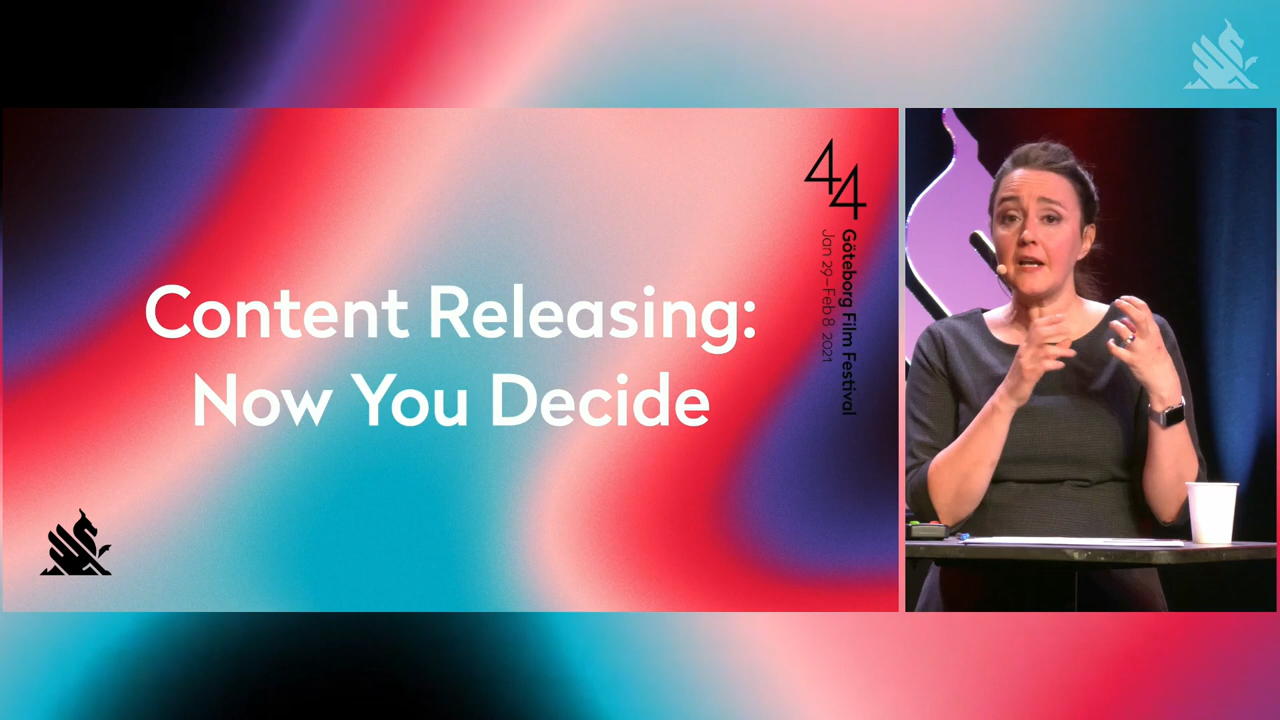 Content Releasing:
Now You Decide
44
Göteborg Film Festival
Jan 29–Feb 8 2021